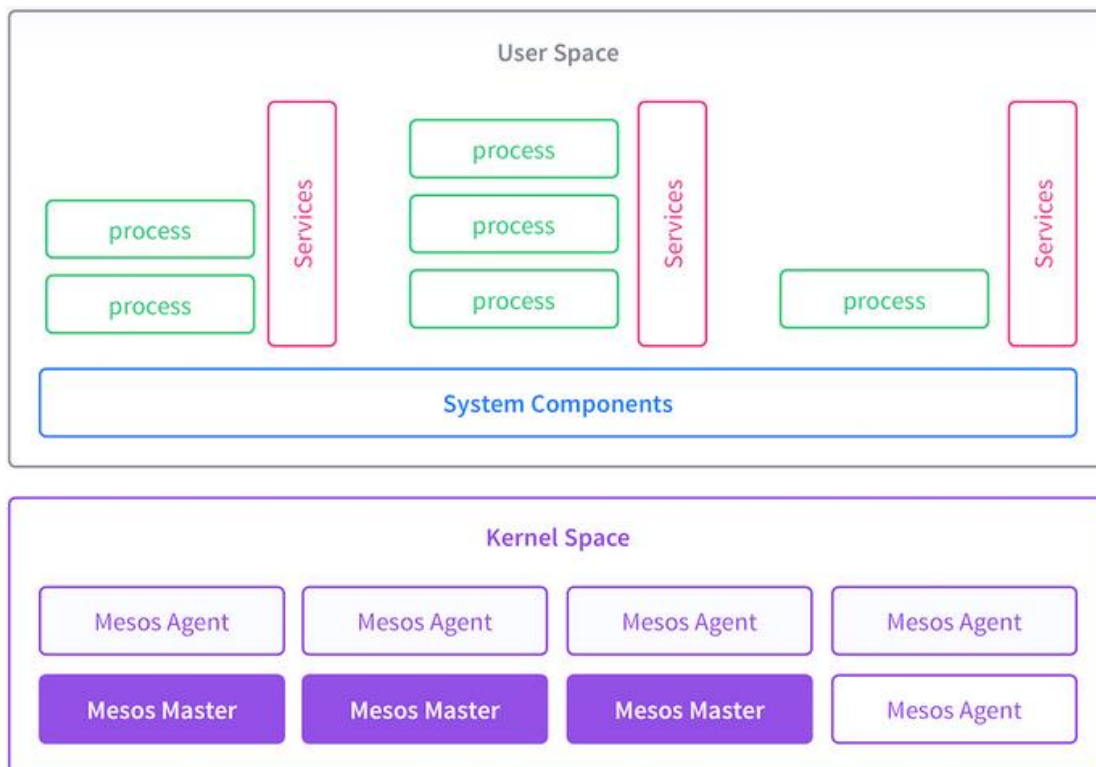 User Space
process
process
Services
process
process
process
Services
process
Services
System Components
Kernel Space
Mesos Agent
Mesos Agent
Mesos Agent
Mesos Agent
Mesos Master
Mesos Master
Mesos Master
Mesos Agent